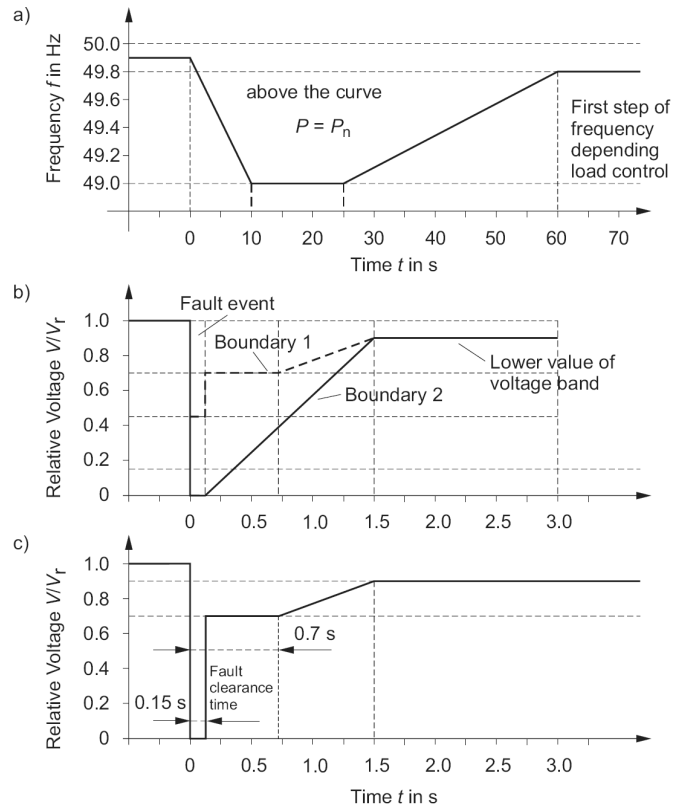 a)
Frequency f in Hz
50.0
49.8
49.6
49.4
49.2
49.0
above the curve
P = Pn
First step of
frequency
depending
load control
0 10 20 30 40 50 60 70
Time t in s
b)
Relative Voltage V/Vr
1.0
0.8
0.6
0.4
0.2
0
Fault event
Boundary 1
Boundary 2
Lower value of
voltage band
0 0.5 1.0 1.5 2.0 2.5 3.0
c)
Relative Voltage V/Vr
1.0
0.8
0.6
0.4
0.2
0
0.7 s
0.15 s
Fault
clearance
time
0 0.5 1.0 1.5 2.0 2.5 3.0
Time t in s